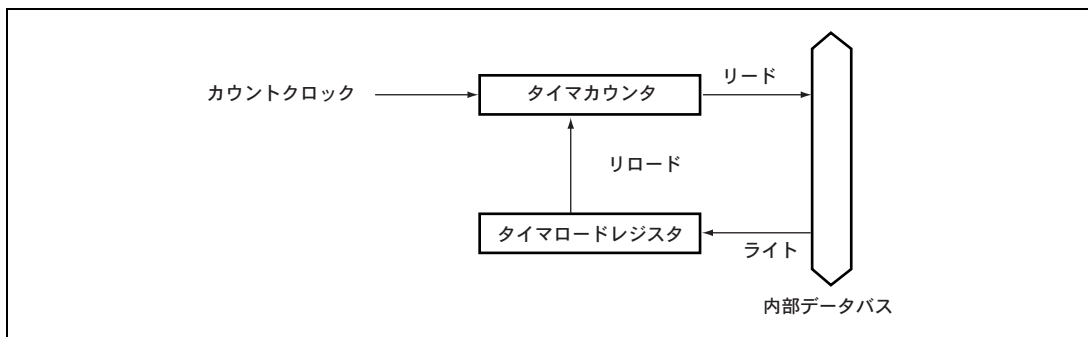 リード
カウントクロック
タイマカウンタ
リロード
タイマロードレジスタ
ライト
内部データバス